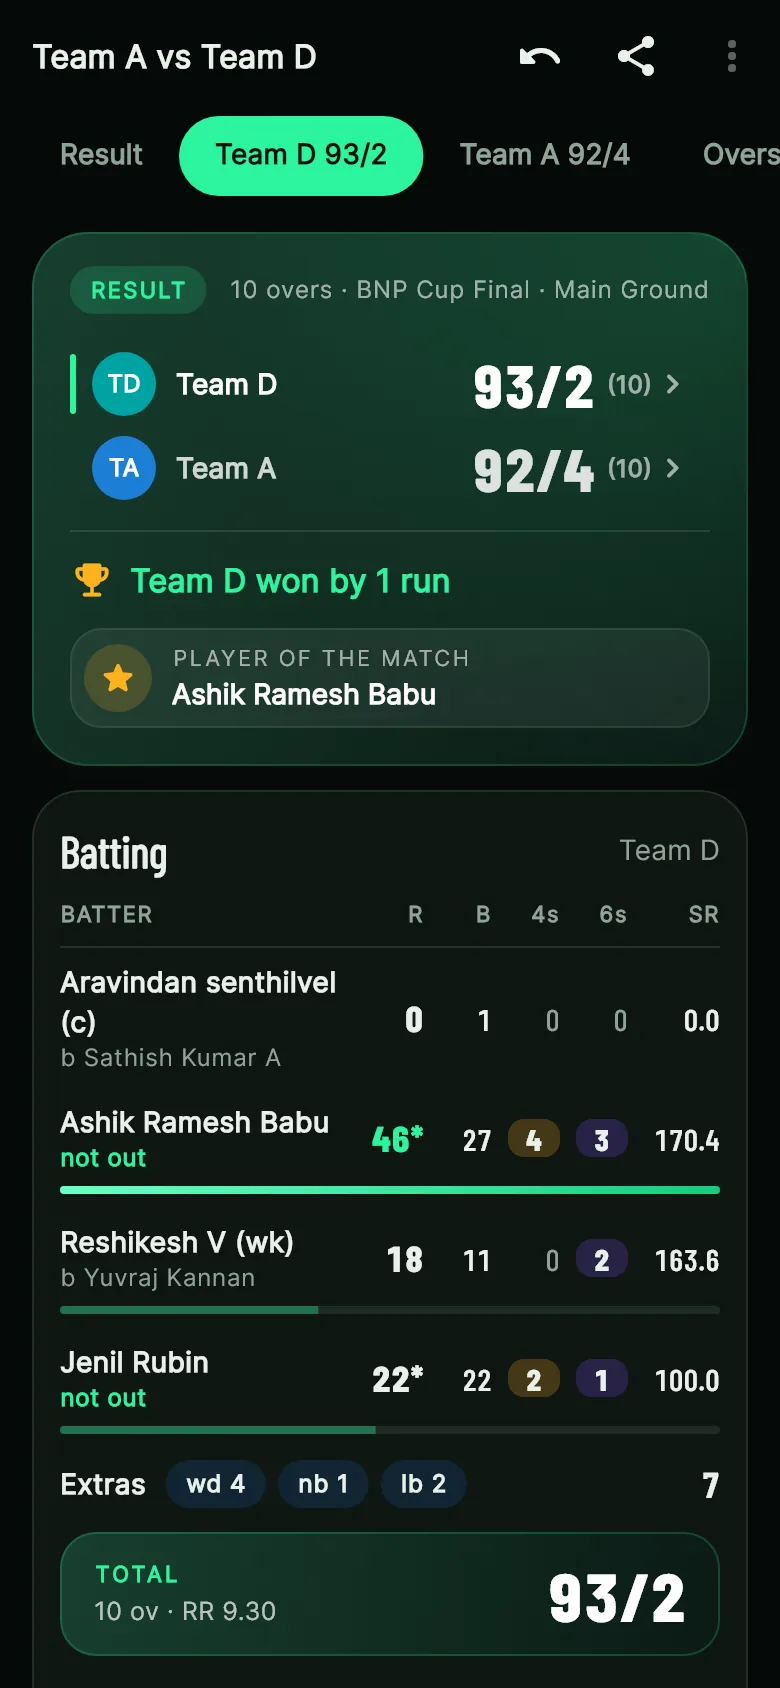 Team A vs Team D
Result
Team D 93/2
Team A 92/4
Overs
RESULT
10 overs · BNP Cup Final · Main Ground
TD Team D 93/2 (10)
TA Team A 92/4 (10)
Team D won by 1 run
PLAYER OF THE MATCH
Ashik Ramesh Babu
Batting Team D
BATTER R B 4s 6s SR
Aravindan senthilvel
(c) 0 1 0 0 0.0
b Sathish Kumar A
Ashik Ramesh Babu 46* 27 4 3 170.4
not out
Reshikesh V (wk) 18 11 0 2 163.6
b Yuvraj Kannan
Jenil Rubin 22* 22 2 1 100.0
not out
Extras wd 4 nb 1 lb 2 7
TOTAL
10 ov · RR 9.30 93/2